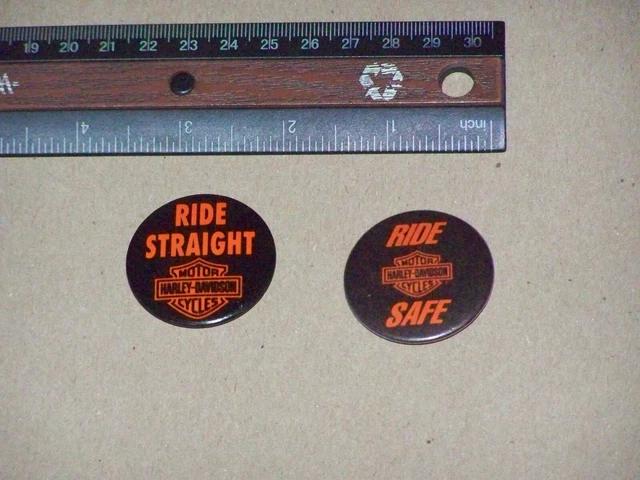 19 20 21 22 23 24 25 26 27 28 29 30
4 3 2 1 inch
RIDE
STRAIGHT
MOTOR
HARLEY-DAVIDSON
CYCLES
RIDE
MOTOR
HARLEY-DAVIDSON
CYCLES
SAFE